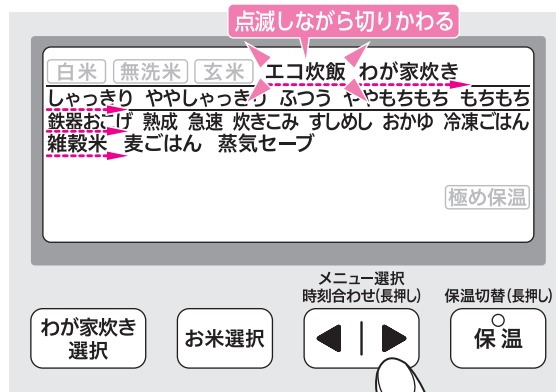 点滅しながら切りかわる
白米 無洗米 玄米 エコ炊飯 わが家炊き
しゃっきり ややしゃっきり ふつう ややもちもち もちもち
鉄器おこげ 熟成 急速 炊きこみ すしめし おかゆ 冷凍ごはん
雑穀米 麦ごはん 蒸気セーブ
極め保温
メニュー選択
時刻合わせ(長押し) 保温切替(長押し)
わが家炊き
選択
お米選択
保温